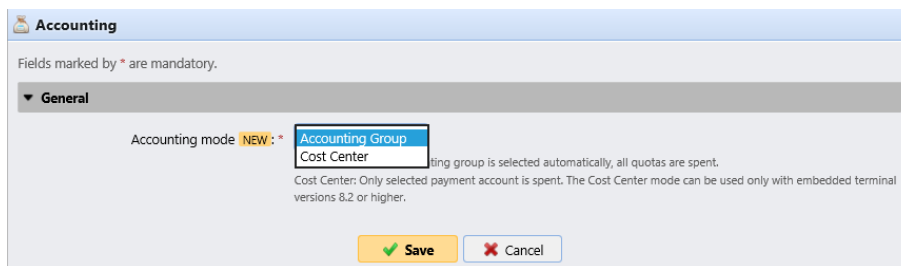 Accounting
Fields marked by * are mandatory.
General
Accounting mode NEW : * Accounting Group
Cost Center
ting group is selected automatically, all quotas are spent.
Cost Center: Only selected payment account is spent. The Cost Center mode can be used only with embedded terminal
versions 8.2 or higher.
Save Cancel